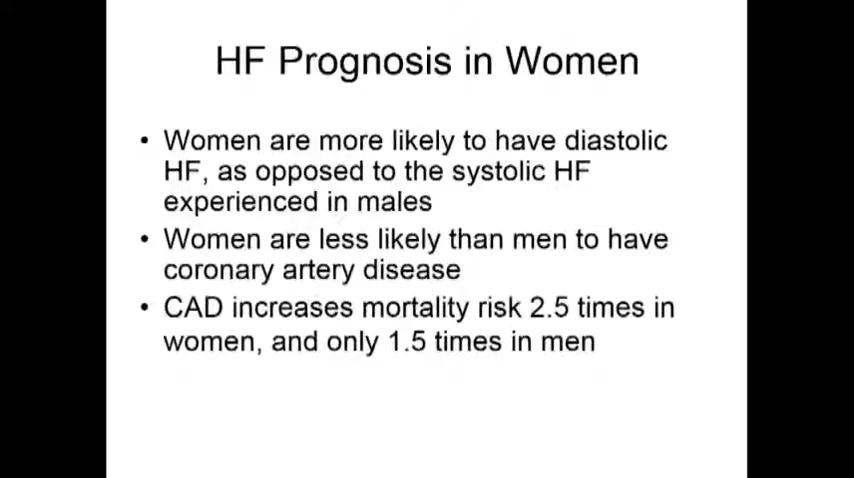 HF Prognosis in Women
• Women are more likely to have diastolic
HF, as opposed to the systolic HF
experienced in males
• Women are less likely than men to have
coronary artery disease
• CAD increases mortality risk 2.5 times in
women, and only 1.5 times in men